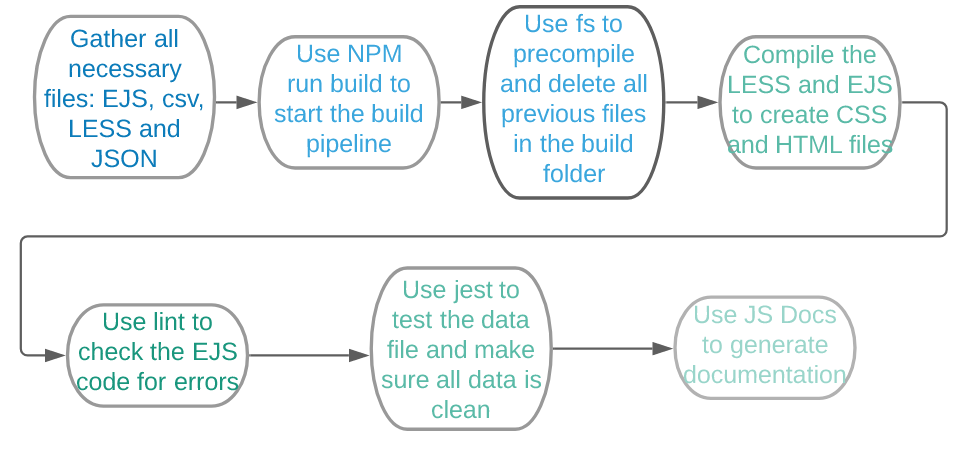 Gather all
necessary
files: EJS, csv,
LESS and
JSON
Use NPM
run build to
start the build
pipeline
Use fs to
precompile
and delete all
previous files
in the build
folder
Compile the
LESS and EJS
to create CSS
and HTML files
Use lint to
check the EJS
code for errors
Use jest to
test the data
file and make
sure all data is
clean
Use JS Docs
to generate
documentation